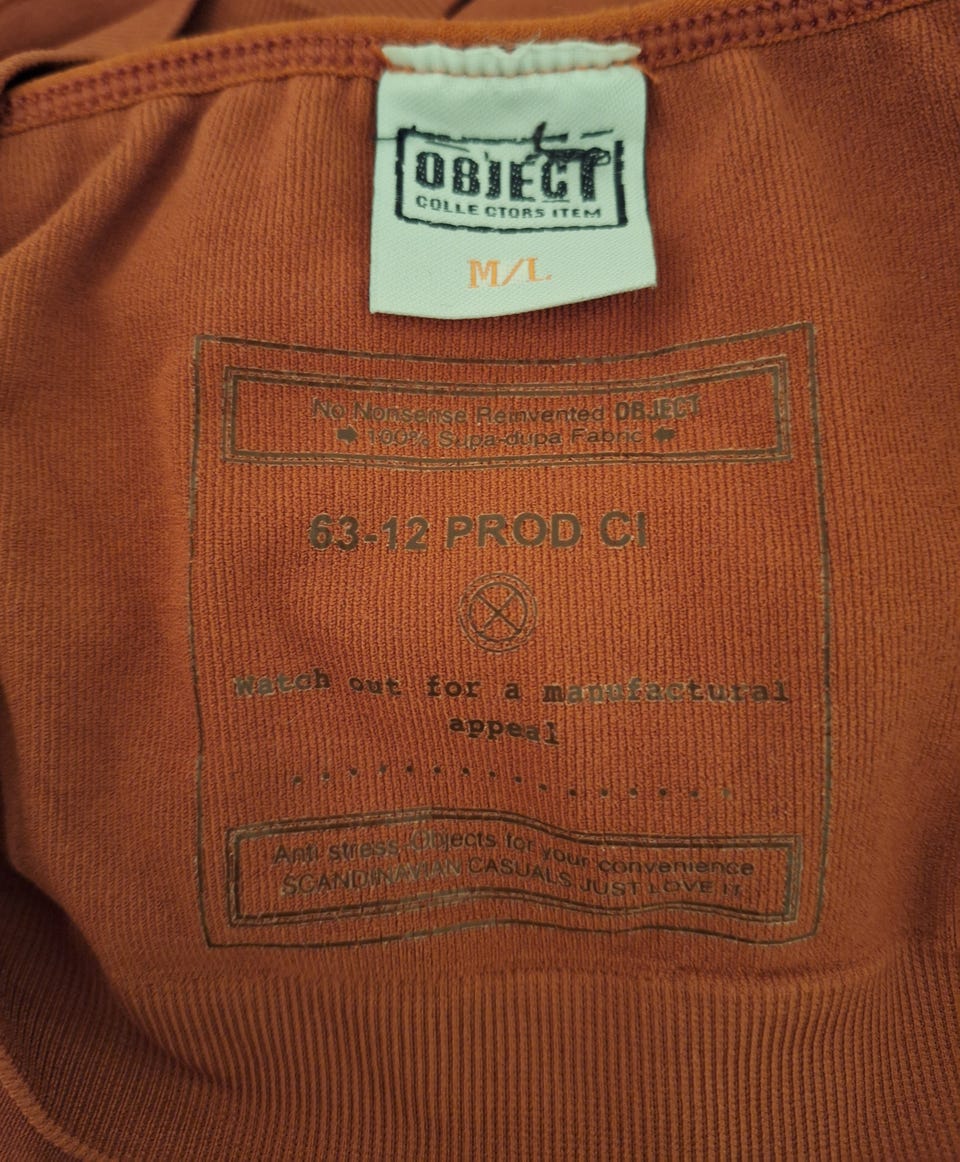 OBJECT
COLLECTORS ITEM
M/L
No Nonsense Reinvented OBJECT
100% Supa-dupa Fabric
63-12 PROD CI
Watch out for a manufactural
appeal
Anti stress Objects for your convenience
SCANDINAVIAN CASUALS JUST LOVE IT